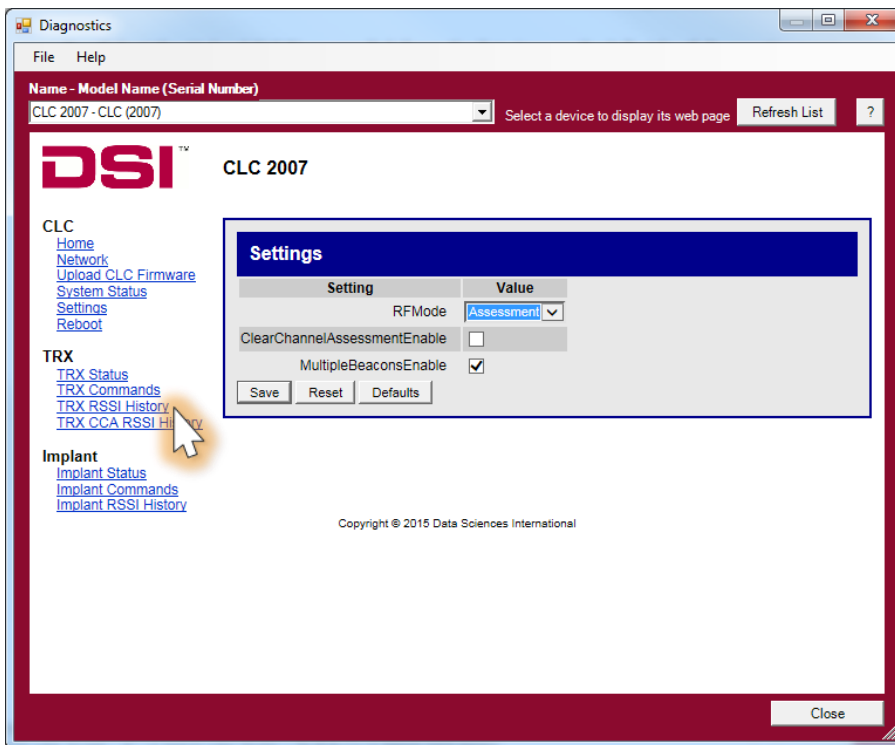 Diagnostics
File Help
Name - Model Name (Serial Number)
CLC 2007 - CLC (2007) Select a device to display its web page Refresh List ?
DSI™ CLC 2007
CLC
Home
Network
Upload CLC Firmware
System Status
Settings
Reboot
TRX
TRX Status
TRX Commands
TRX RSSI History
TRX CCA RSSI History
Implant
Implant Status
Implant Commands
Implant RSSI History
Settings
Setting Value
RFMode Assessment
ClearChannelAssessmentEnable
MultipleBeaconsEnable
Save Reset Defaults
Copyright © 2015 Data Sciences International
Close